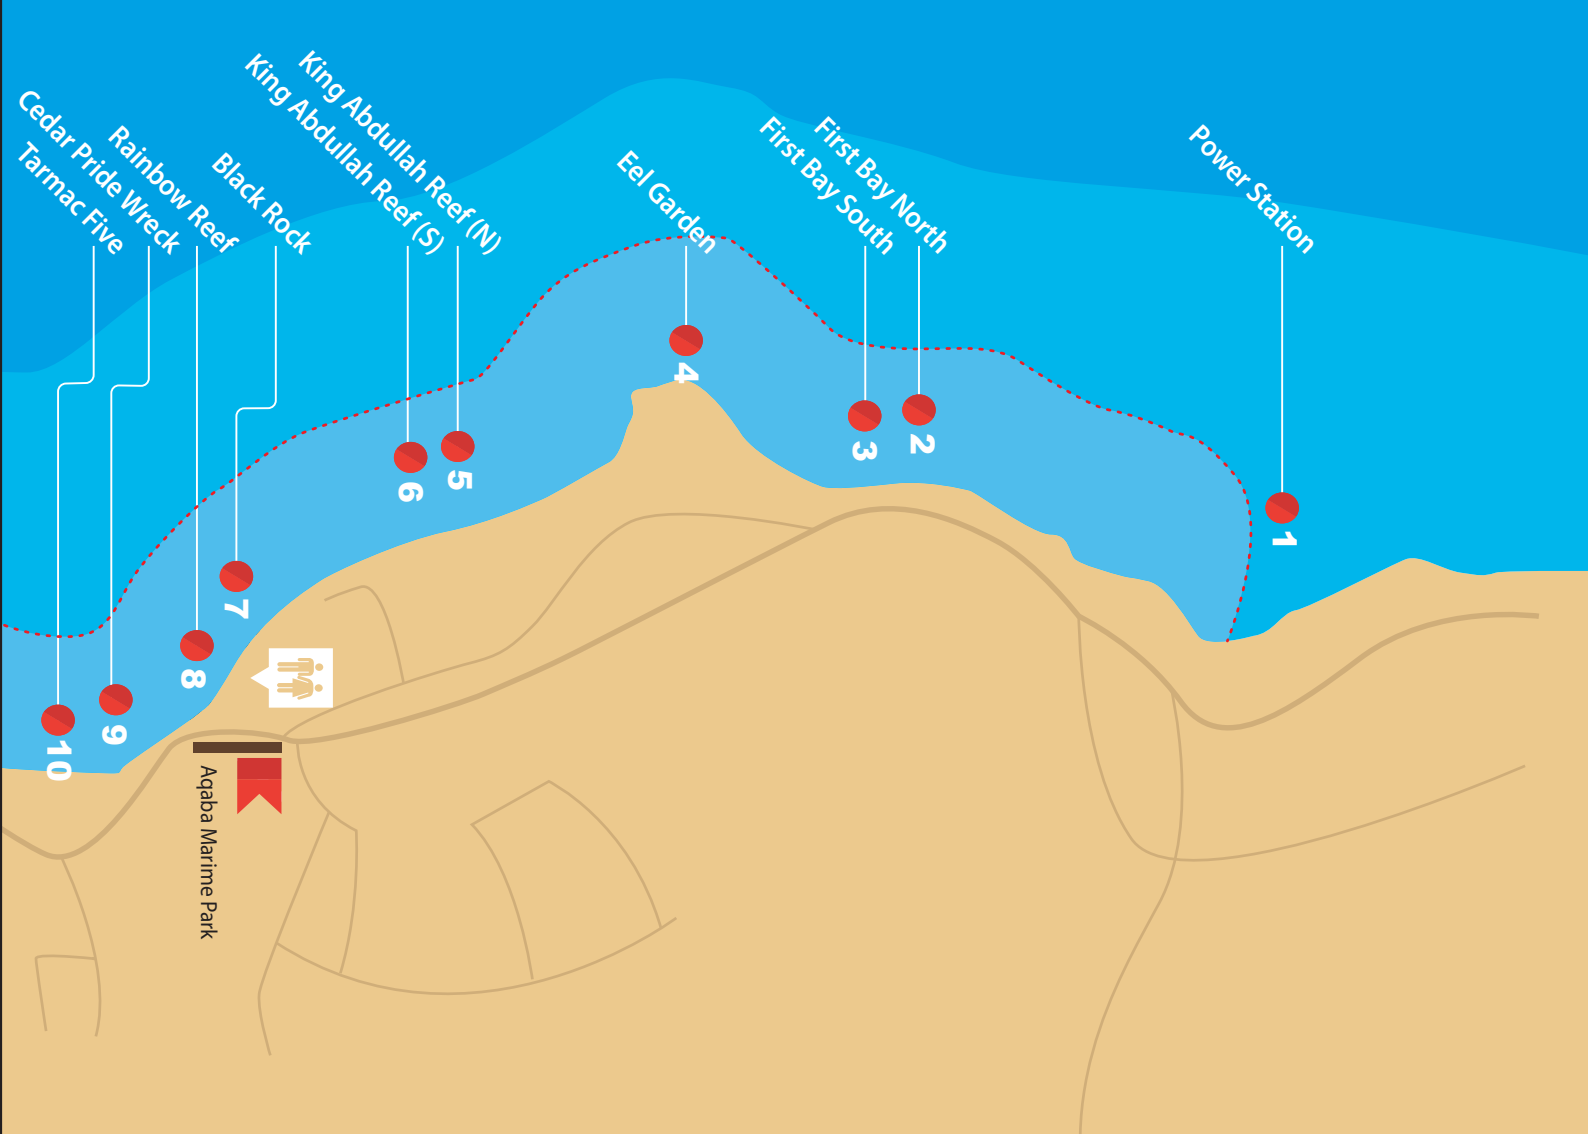 Power Station
First Bay North
First Bay South
Eel Garden
King Abdullah Reef (N)
King Abdullah Reef (S)
Black Rock
Rainbow Reef
Cedar Pride Wreck
Tarmac Five
1
2
3
4
5
6
7
8
9
10
Aqaba Marime Park